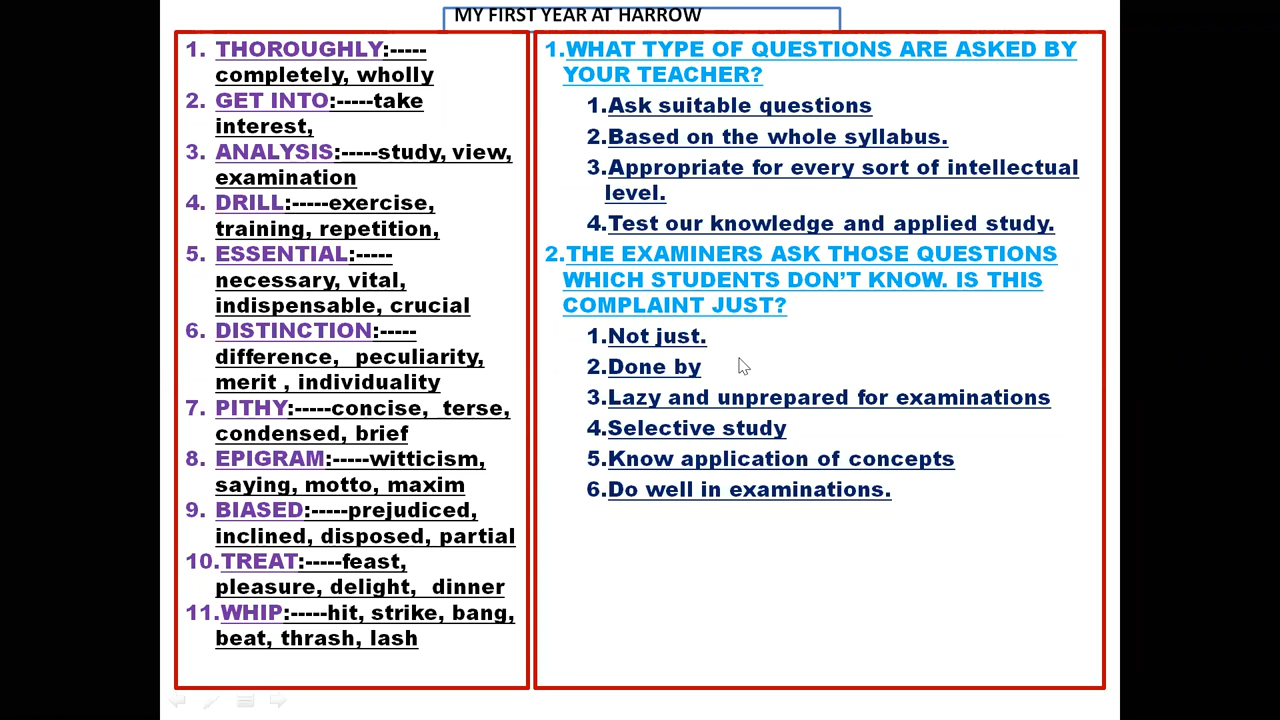 MY FIRST YEAR AT HARROW
1. THOROUGHLY:-----
completely, wholly
2. GET INTO:-----take
interest,
3. ANALYSIS:-----study, view,
examination
4. DRILL:-----exercise,
training, repetition,
5. ESSENTIAL:-----
necessary, vital,
indispensable, crucial
6. DISTINCTION:-----
difference, peculiarity,
merit , individuality
7. PITHY:-----concise, terse,
condensed, brief
8. EPIGRAM:-----witticism,
saying, motto, maxim
9. BIASED:-----prejudiced,
inclined, disposed, partial
10.TREAT:-----feast,
pleasure, delight, dinner
11.WHIP:-----hit, strike, bang,
beat, thrash, lash
1.WHAT TYPE OF QUESTIONS ARE ASKED BY
YOUR TEACHER?
1.Ask suitable questions
2.Based on the whole syllabus.
3.Appropriate for every sort of intellectual
level.
4.Test our knowledge and applied study.
2.THE EXAMINERS ASK THOSE QUESTIONS
WHICH STUDENTS DON’T KNOW. IS THIS
COMPLAINT JUST?
1.Not just.
2.Done by
3.Lazy and unprepared for examinations
4.Selective study
5.Know application of concepts
6.Do well in examinations.